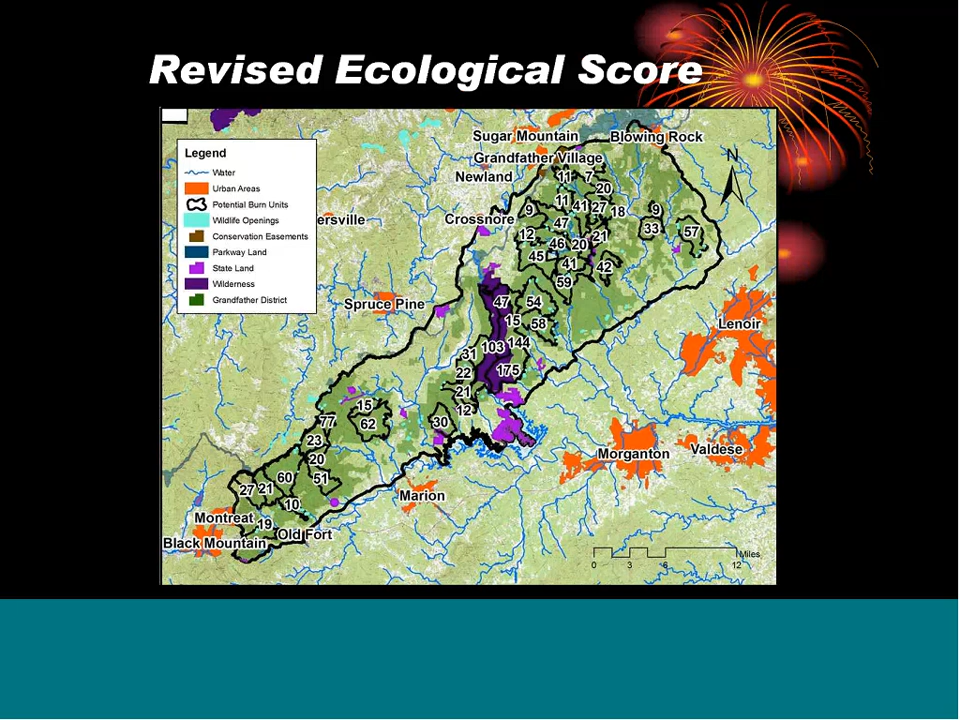 Revised Ecological Score
Sugar Mountain
Blowing Rock
Legend
Grandfather Village
N
Newland
11 7
Water
20
Urban Areas
11 41 27 18
Potential Burn Units
9
9
Wildlife Openings
ersville
Crossnore
47
33
57
Conservation Easements
12
46 20 21
Parkway Land
45
41
42
State Land
59
Wilderness
Grandfather District
Spruce Pine
47
54
15
58
Lenoir
31
103
144
22
175
21
15
12
77
62
30
23
20
Morganton
Valdese
60
51
27
21
Marion
10
Montreat
19
Old Fort
Black Mountain
Miles
0 3 6 12